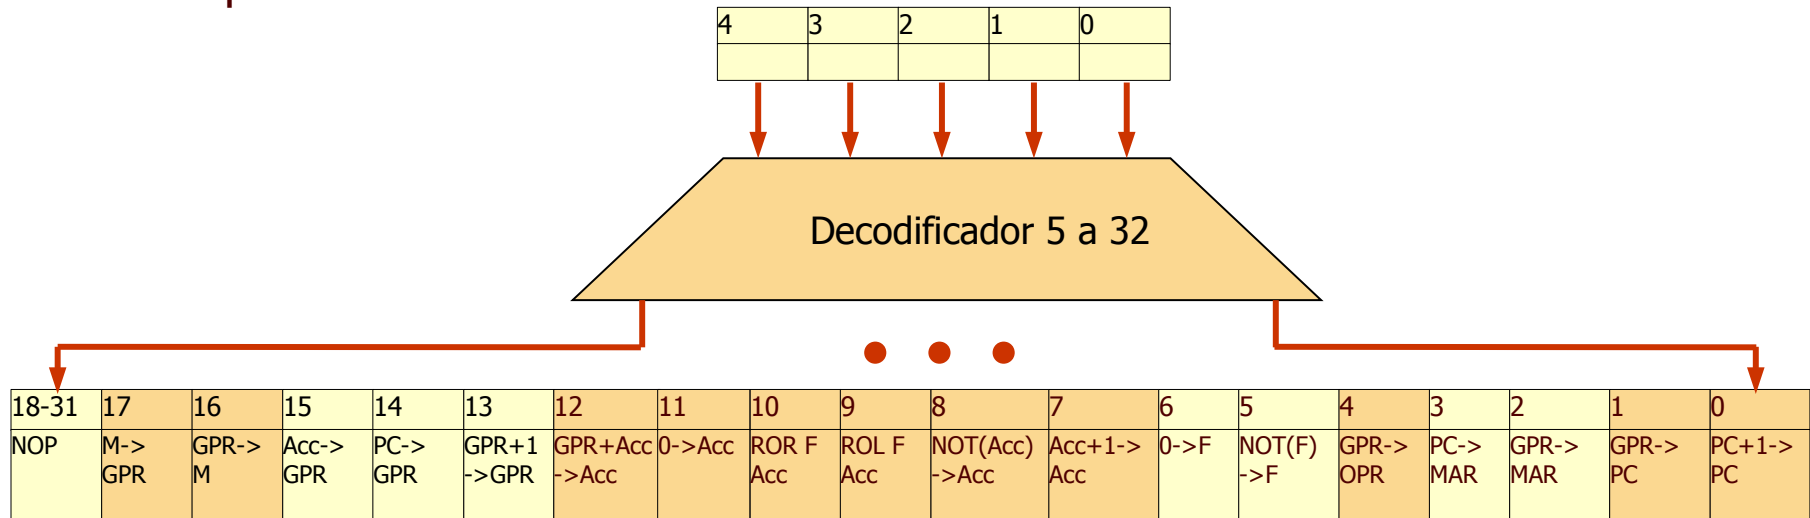 4 3 2 1 0
Decodificador 5 a 32
18-31 17 16 15 14 13 12 11 10 9 8 7 6 5 4 3 2 1 0
NOP M-> GPR-> Acc-> PC-> GPR+1 GPR+Acc 0->Acc ROR F ROL F NOT(Acc) Acc+1-> 0->F NOT(F) GPR-> PC-> GPR-> GPR-> PC+1->
GPR M GPR GPR ->GPR ->Acc Acc Acc ->Acc Acc ->F OPR MAR MAR PC PC